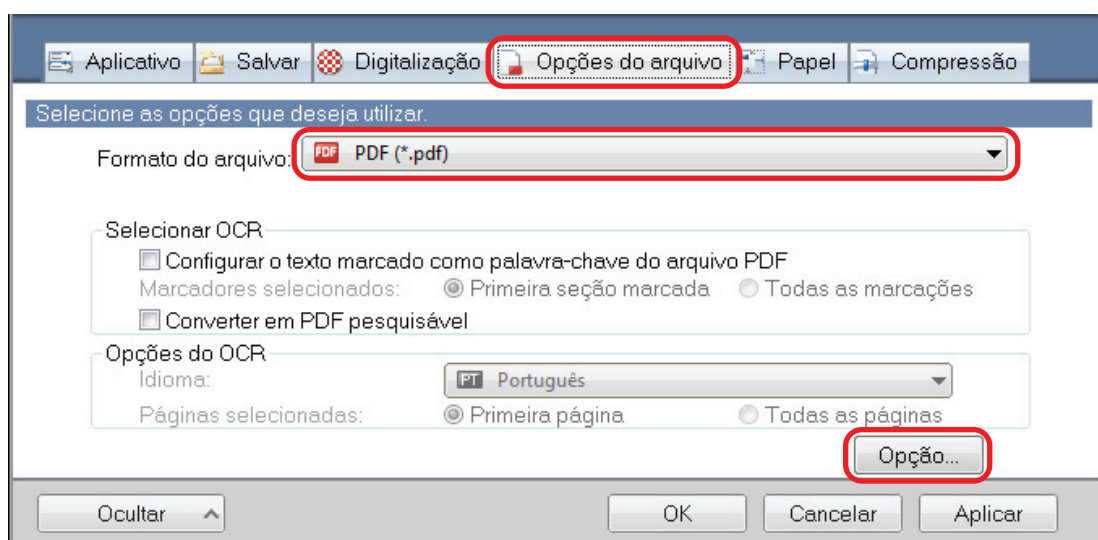 Aplicativo Salvar Digitalização Opções do arquivo Papel Compressão
Selecione as opções que deseja utilizar.
Formato do arquivo: PDF PDF (*.pdf)
Selecionar OCR
Configurar o texto marcado como palavra-chave do arquivo PDF
Marcadores selecionados: Primeira seção marcada Todas as marcações
Converter em PDF pesquisável
Opções do OCR
Idioma: PT Português
Páginas selecionadas: Primeira página Todas as páginas
Opção...
Ocultar OK Cancelar Aplicar